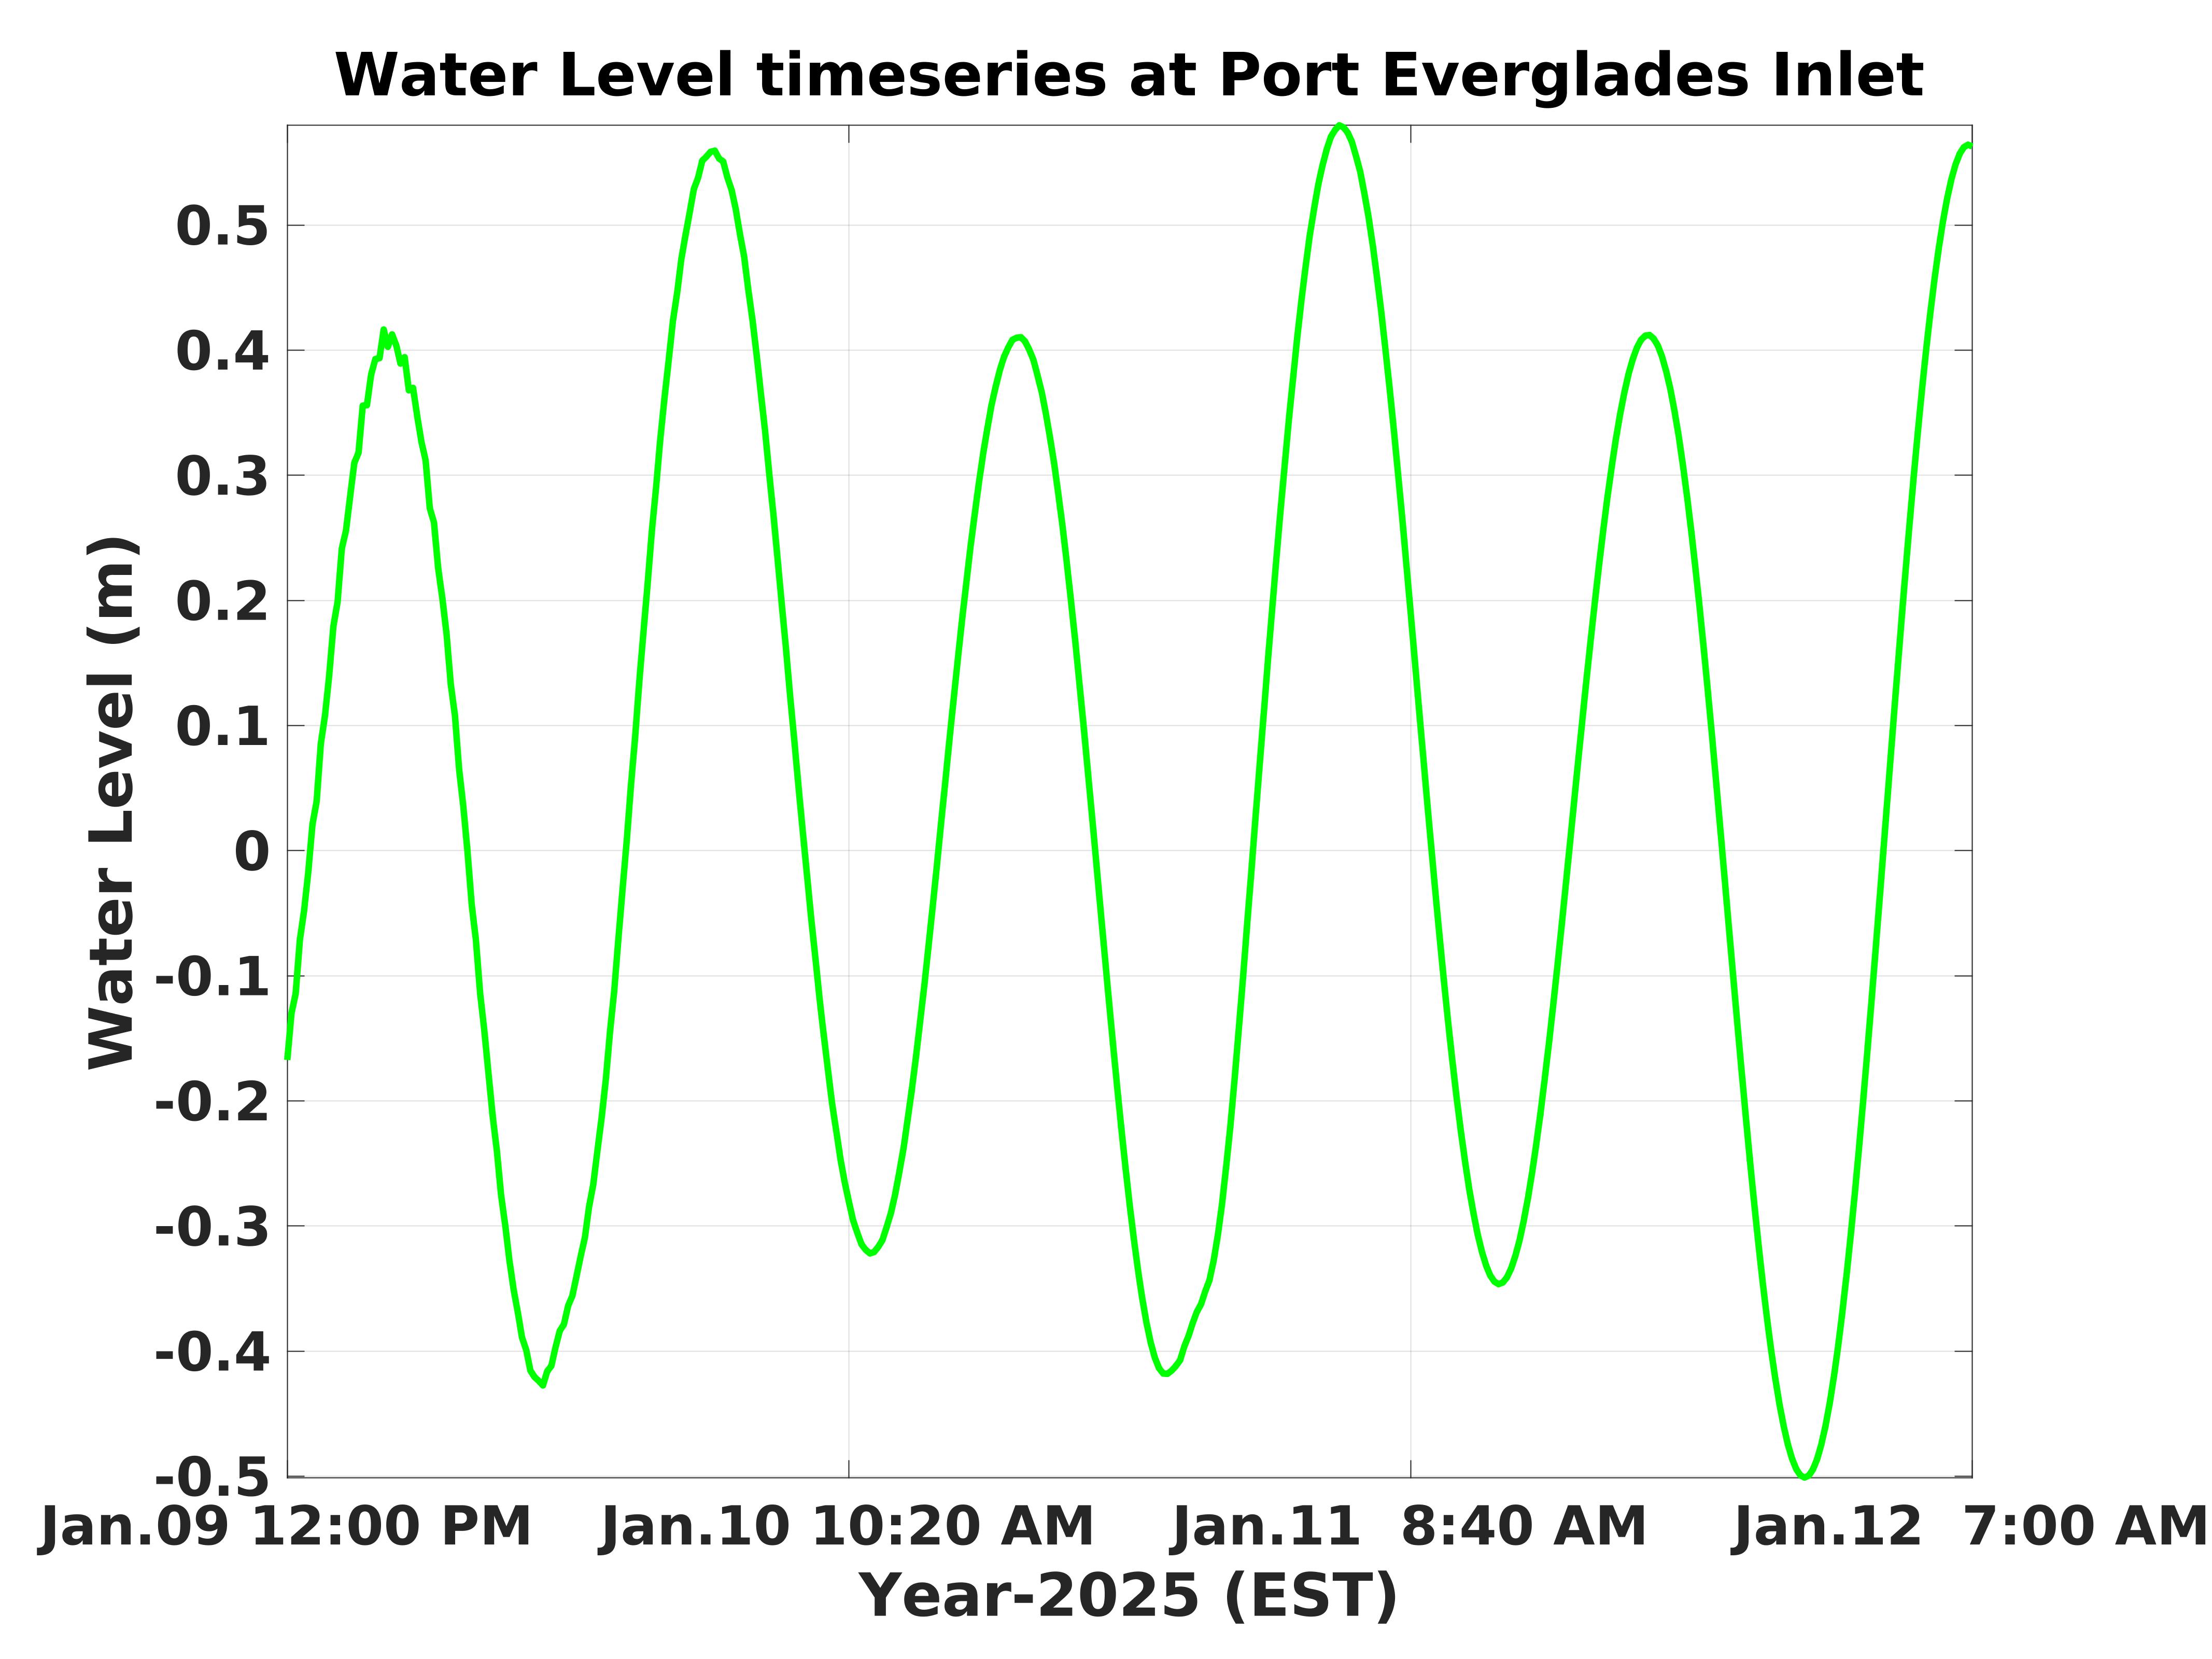 Water Level timeseries at Port Everglades Inlet
0.5
0.4
0.3
0.2
0.1
0
-0.1
-0.2
-0.3
-0.4
-0.5
Water Level (m)
Jan.09 12:00 PM Jan.10 10:20 AM Jan.11 8:40 AM Jan.12 7:00 AM
Year-2025 (EST)